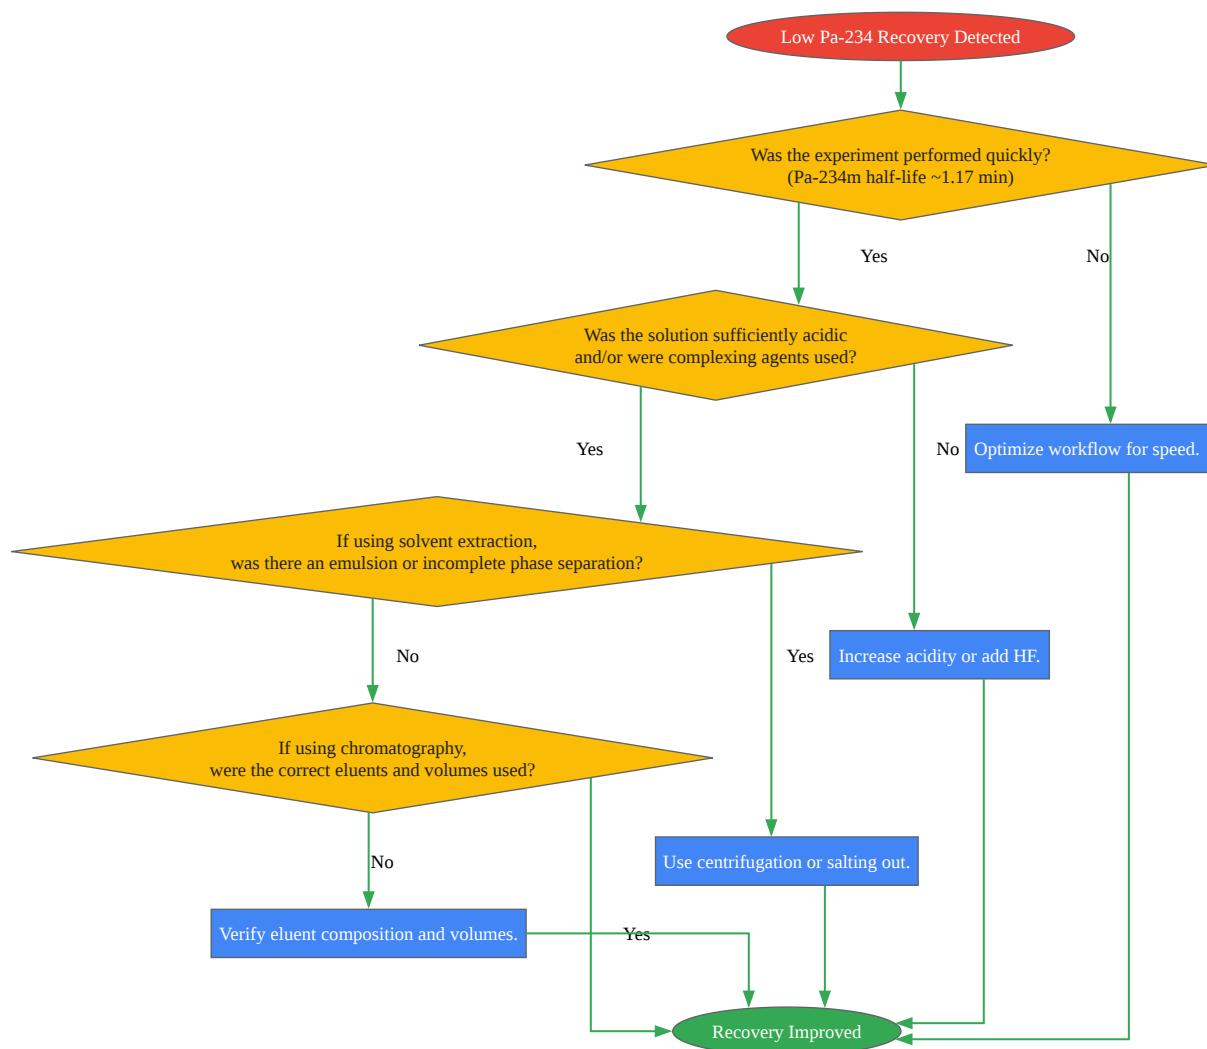 Low Pa-234 Recovery Detected
Was the experiment performed quickly?
(Pa-234m half-life ~1.17 min)
Yes
No
Was the solution sufficiently acidic
and/or were complexing agents used?
Yes
No
Optimize workflow for speed.
If using solvent extraction,
was there an emulsion or incomplete phase separation?
No
Yes
Increase acidity or add HF.
If using chromatography,
were the correct eluents and volumes used?
No
Use centrifugation or salting out.
Verify eluent composition and volumes.
Yes
Recovery Improved